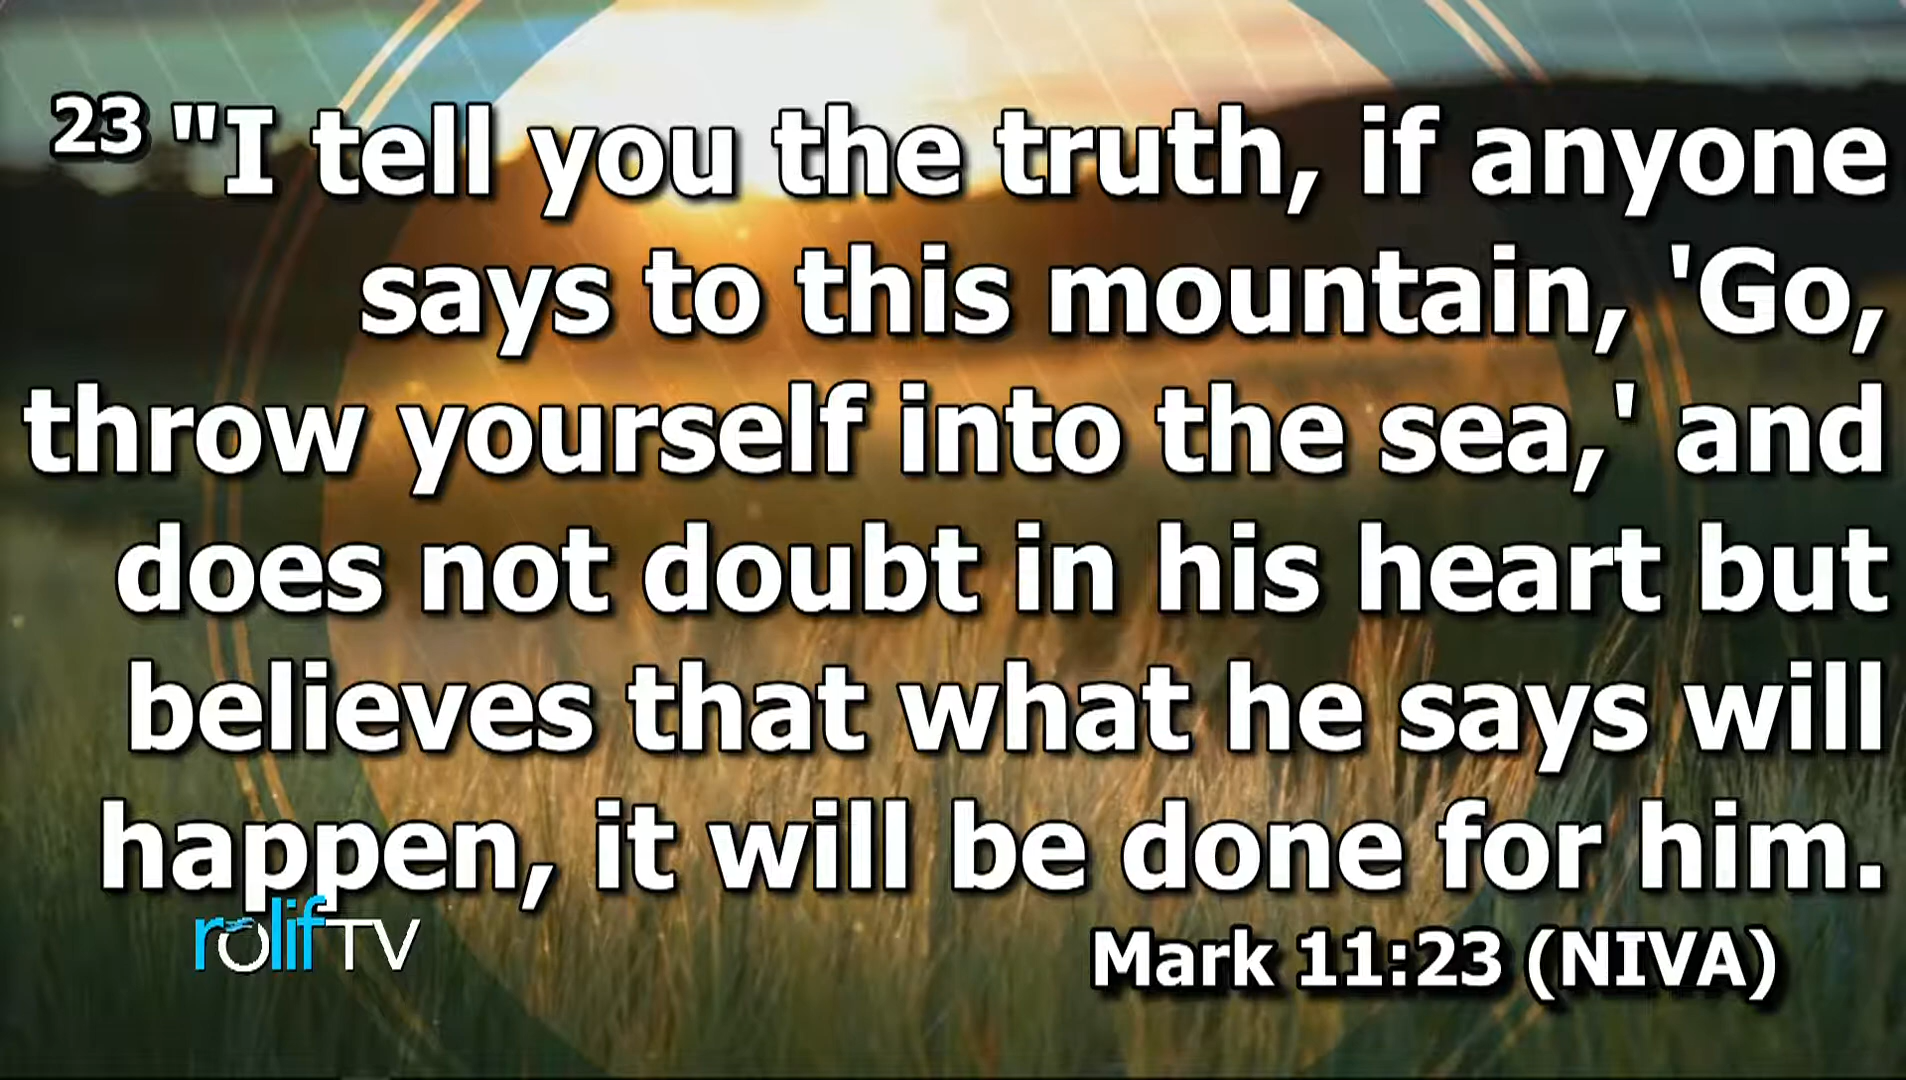 23 "I tell you the truth, if anyone
says to this mountain, 'Go,
throw yourself into the sea,' and
does not doubt in his heart but
believes that what he says will
happen, it will be done for him.
rolifTV
Mark 11:23 (NIVA)